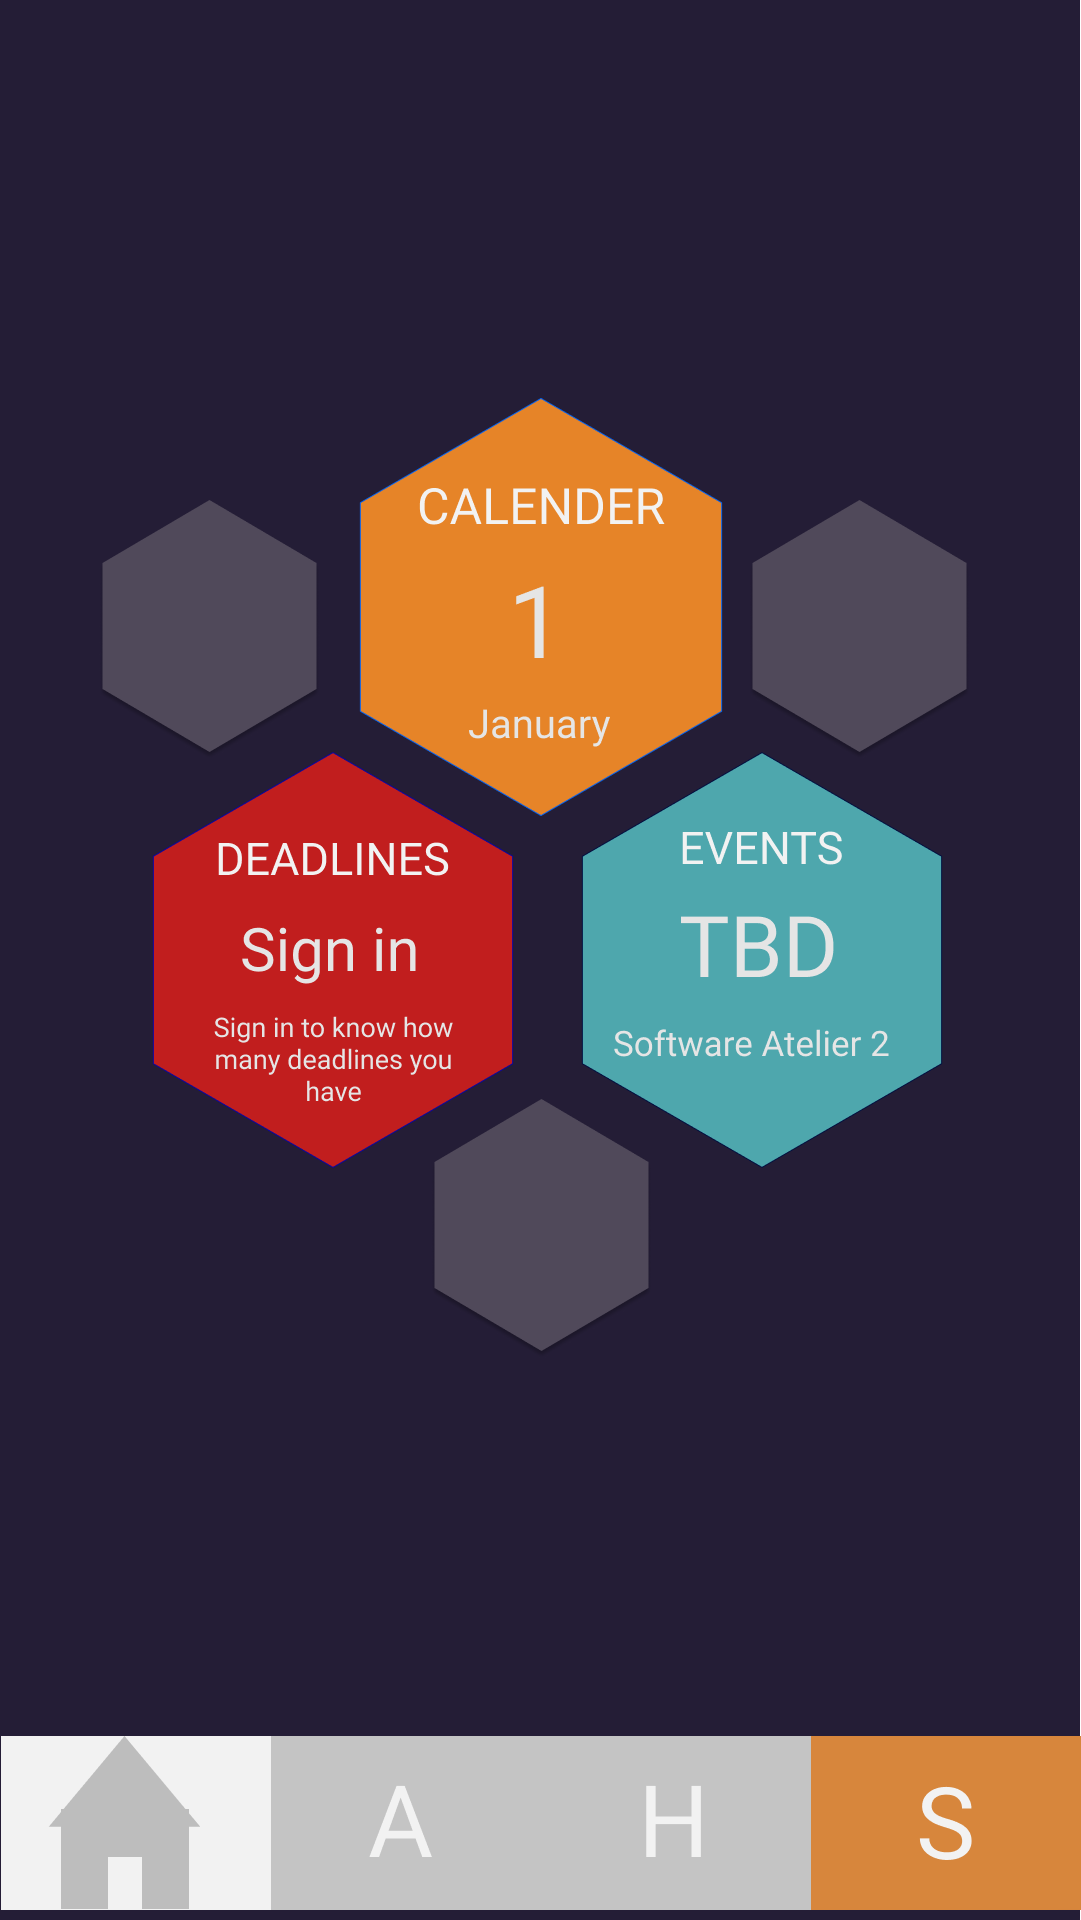 CALENDER
1
January
DEADLINES
Sign in
Sign in to know how
many deadlines you
have
EVENTS
TBD
Software Atelier 2
A
H
S